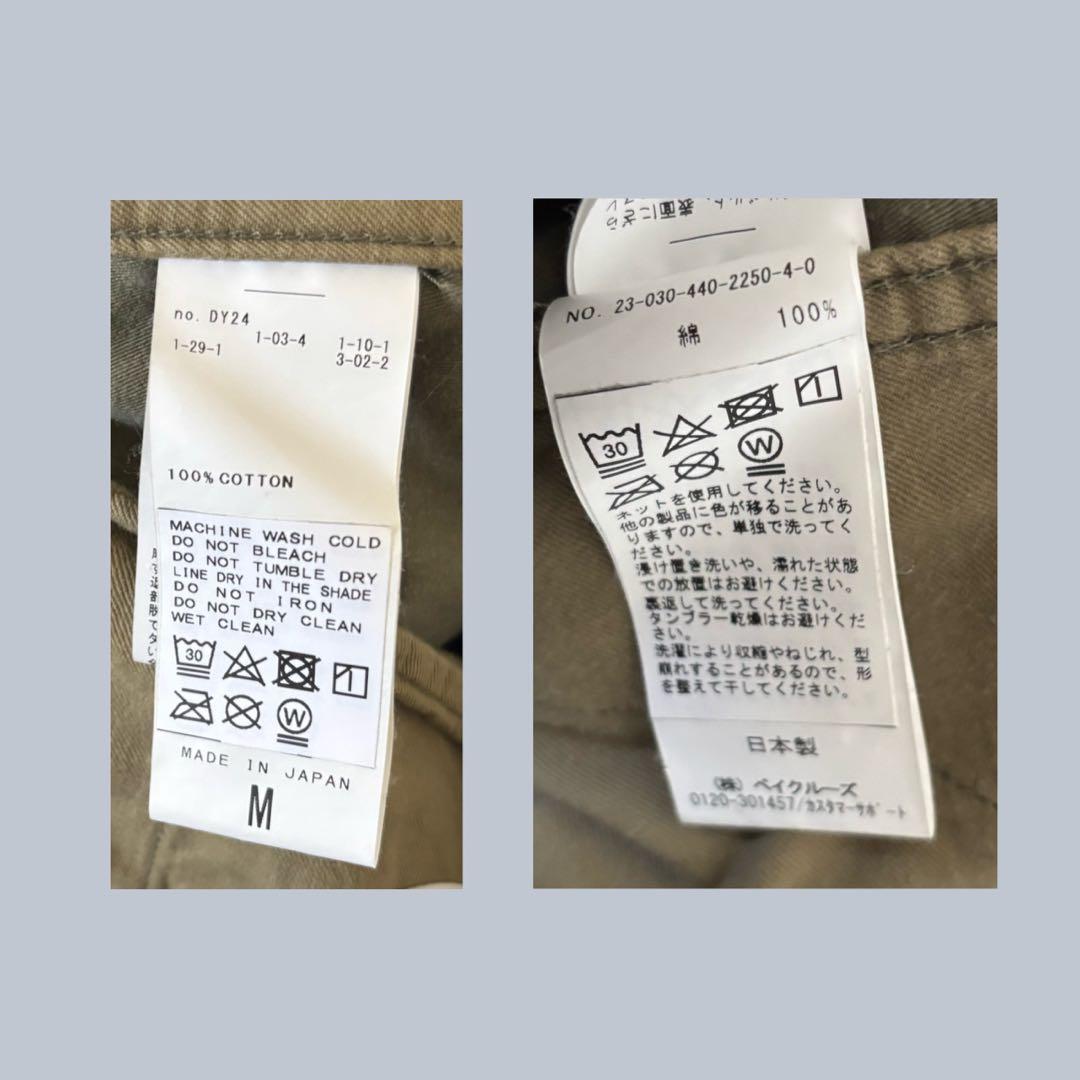 no. DY24
1-03-4 1-10-1
1-29-1 3-02-2
100% COTTON
MACHINE WASH COLD
DO NOT BLEACH
DO NOT TUMBLE DRY
LINE DRY IN THE SHADE
DO NOT IRON
DO NOT DRY CLEAN
WET CLEAN
30
W
MADE IN JAPAN
M
NO. 23-030-440-2250-4-0
綿 100%
30
W
ネットを使用してください。
他の製品に色が移ることがあ
りますので、単独で洗ってく
ださい。
浸け置き洗いや、濡れた状態
での放置はお避けください。
裏返して洗ってください。
タンブラー乾燥はお避けくだ
さい。
洗濯により収縮やねじれ、型
崩れすることがあるので、形
を整えて干してください。
日本製
(株) ベイクルーズ
0120-301457/カスタマーサポート